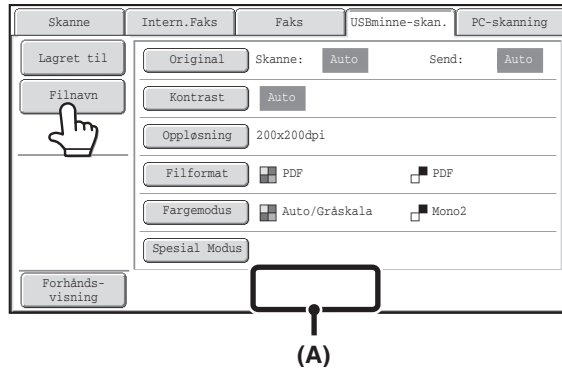 Skanne Intern.Faks Faks USBminne-skan. PC-skanning
Lagret til Original Skanne: Auto Send: Auto
Filnavn Kontrast Auto
Oppløsning 200x200dpi
Filformat PDF PDF
Fargemodus Auto/Gråskala Mono2
Spesial Modus
Forhånds-
visning
(A)